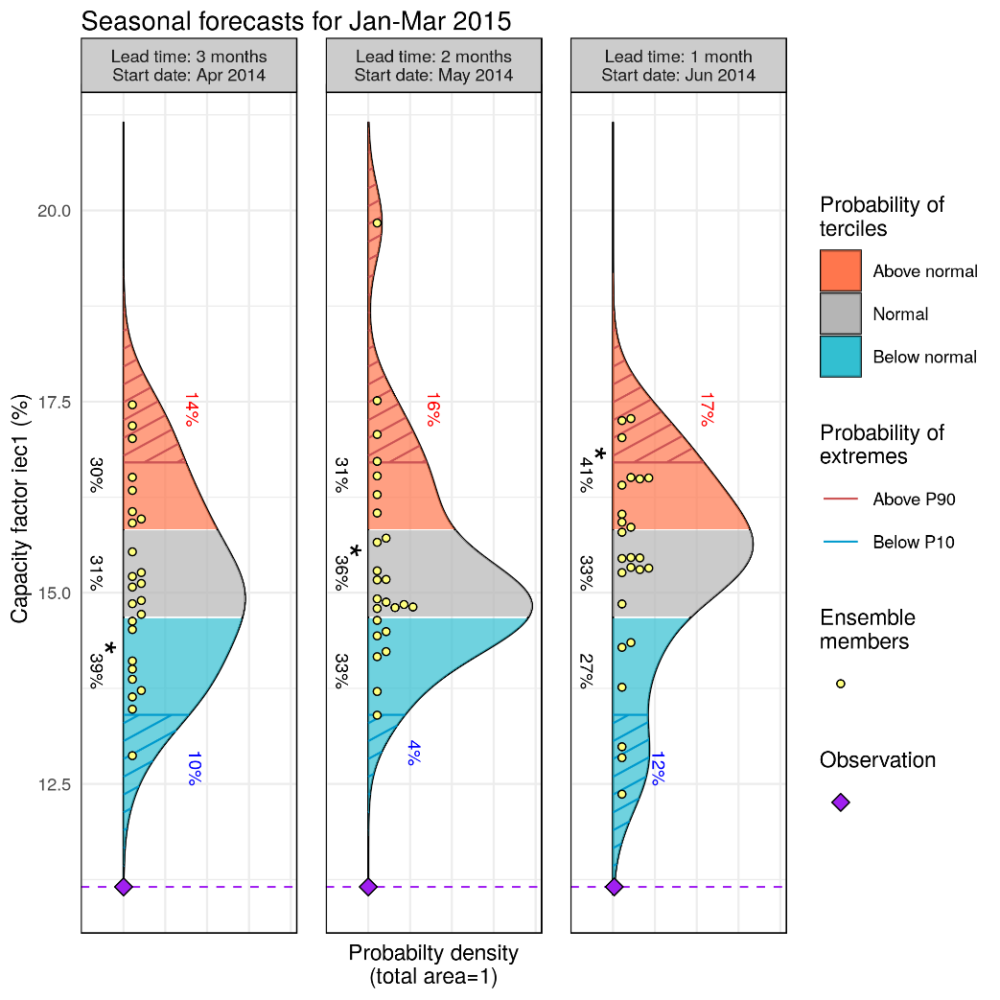 Seasonal forecasts for Jan-Mar 2015
Lead time: 3 months
Start date: Apr 2014
Lead time: 2 months
Start date: May 2014
Lead time: 1 month
Start date: Jun 2014
Capacity factor iec1 (%)
20.0
17.5
15.0
12.5
14%
30%
31%
*
39%
10%
16%
31%
*
36%
33%
4%
17%
*
41%
33%
27%
12%
Probabilty density
(total area=1)
Probability of
terciles
Above normal
Normal
Below normal
Probability of
extremes
Above P90
Below P10
Ensemble
members
Observation